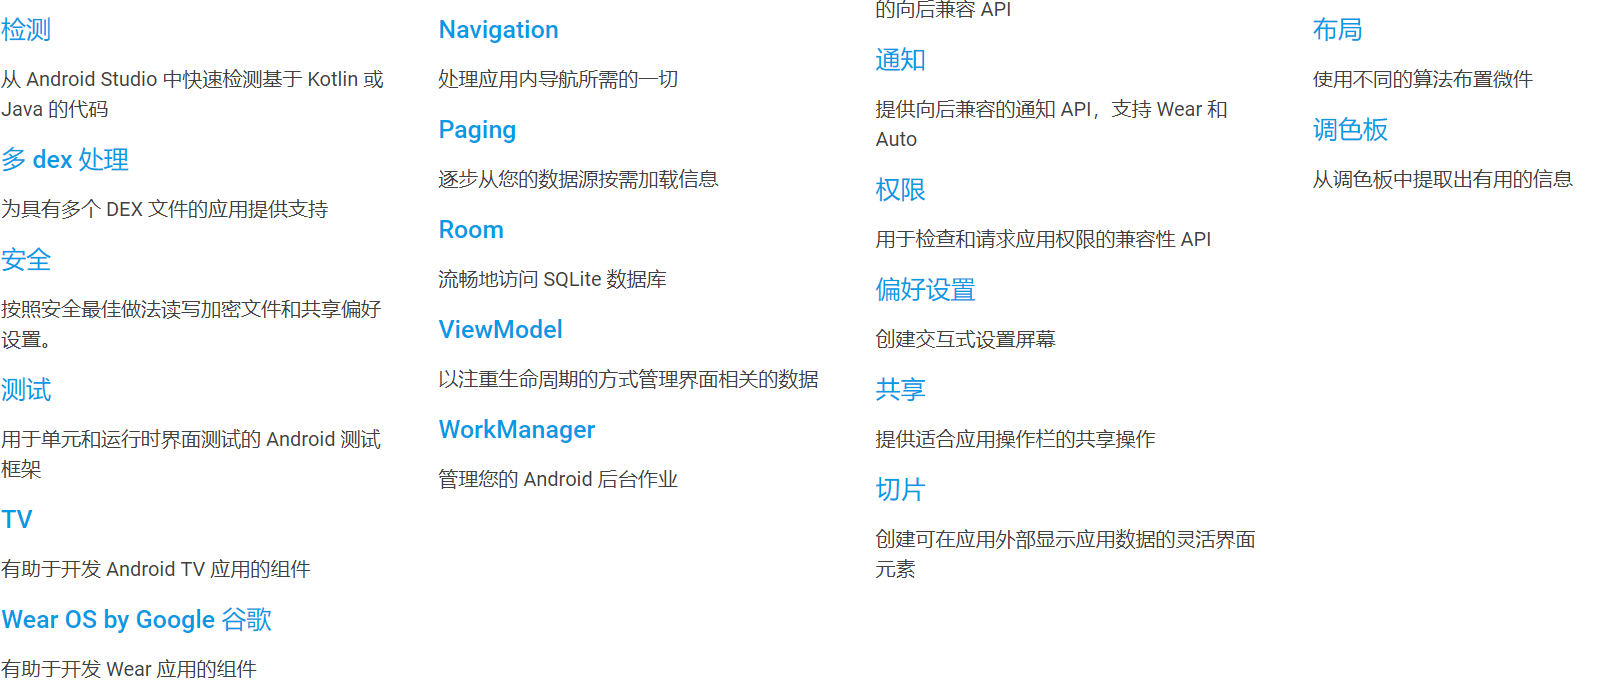 检测
从 Android Studio 中快速检测基于 Kotlin 或
Java 的代码
多 dex 处理
为具有多个 DEX 文件的应用提供支持
安全
按照安全最佳做法读写加密文件和共享偏好
设置。
测试
用于单元和运行时界面测试的 Android 测试
框架
TV
有助于开发 Android TV 应用的组件
Wear OS by Google 谷歌
有助于开发 Wear 应用的组件
Navigation
处理应用内导航所需的一切
Paging
逐步从您的数据源按需加载信息
Room
流畅地访问 SQLite 数据库
ViewModel
以注重生命周期的方式管理界面相关的数据
WorkManager
管理您的 Android 后台作业
的向后兼容 API
通知
提供向后兼容的通知 API，支持 Wear 和
Auto
权限
用于检查和请求应用权限的兼容性 API
偏好设置
创建交互式设置屏幕
共享
提供适合应用操作栏的共享操作
切片
创建可在应用外部显示应用数据的灵活界面
元素
布局
使用不同的算法布置微件
调色板
从调色板中提取出有用的信息